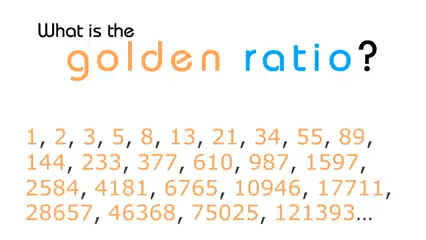 What is the
golden ratio?
1, 2, 3, 5, 8, 13, 21, 34, 55, 89,
144, 233, 377, 610, 987, 1597,
2584, 4181, 6765, 10946, 17711,
28657, 46368, 75025, 121393...